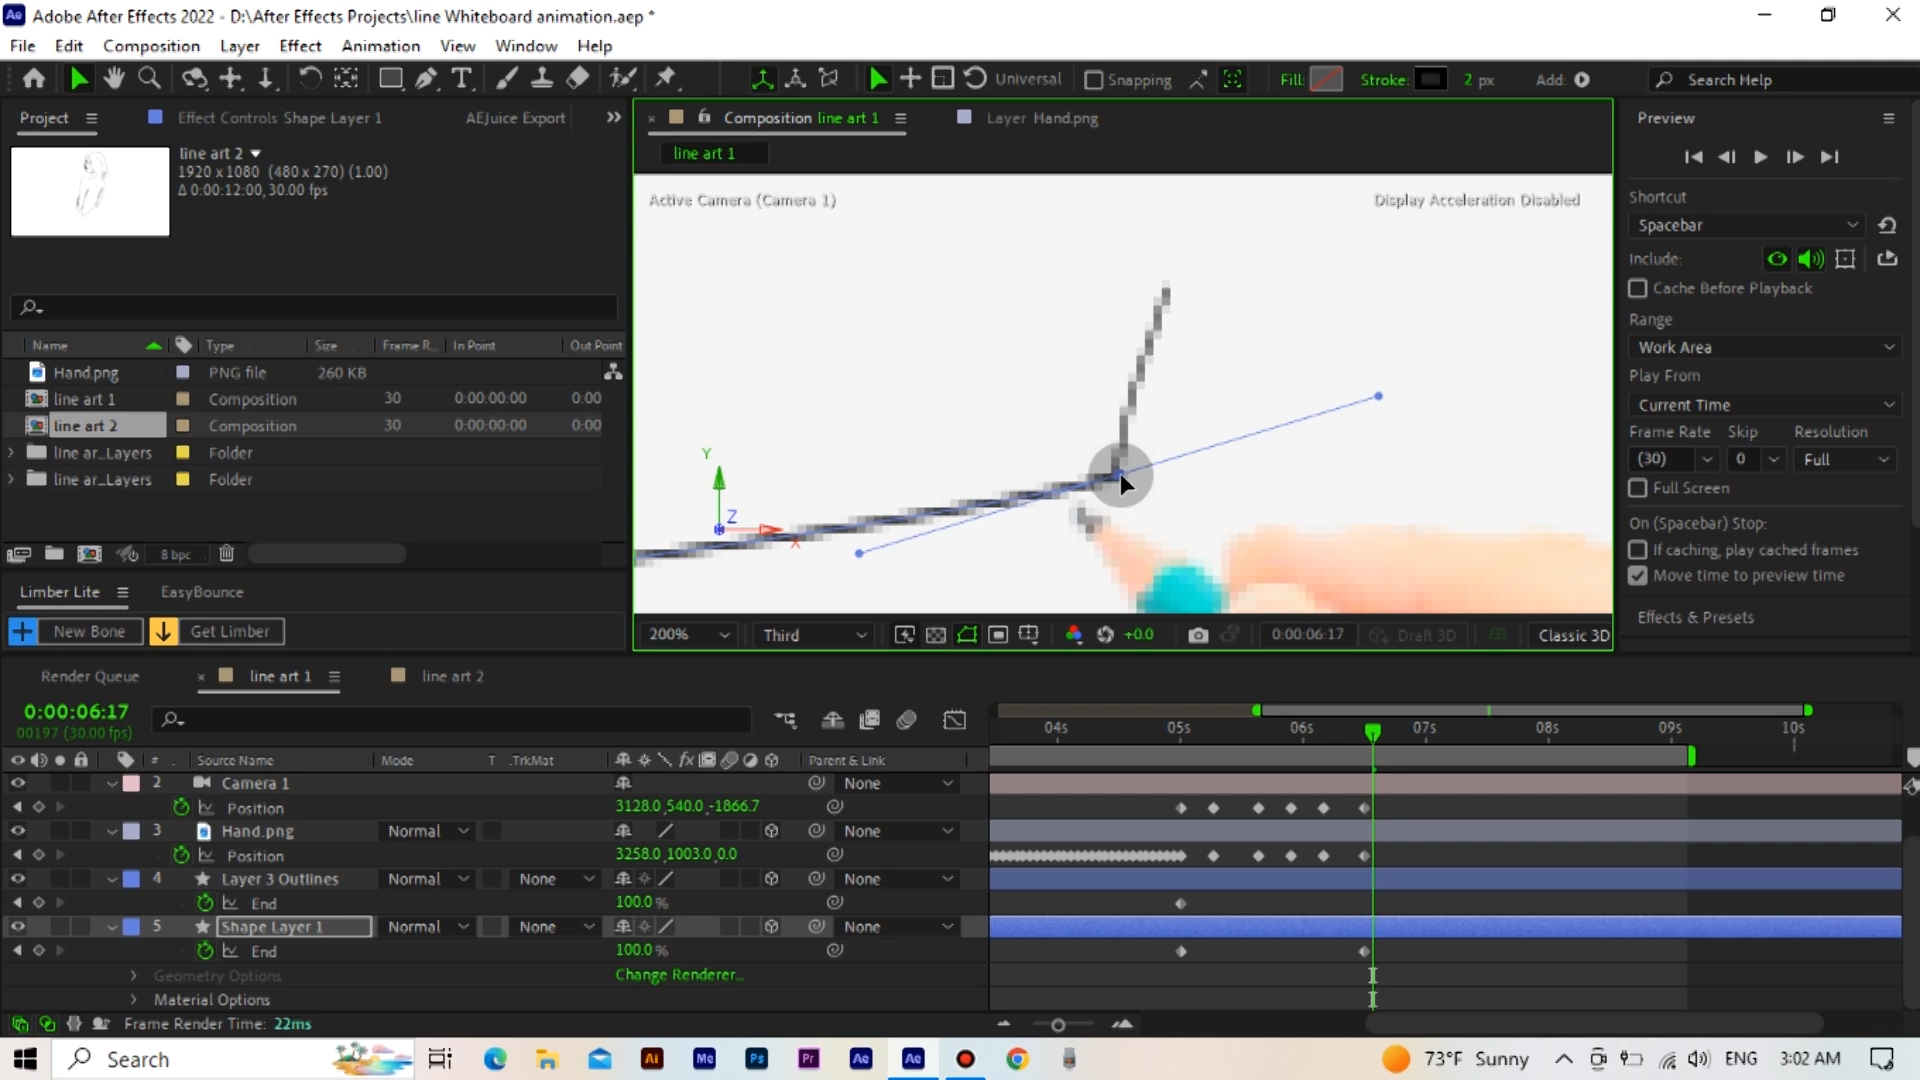 Adobe After Effects 2022 - D:\After Effects Projects\line Whiteboard animation.aep *
File Edit Composition Layer Effect Animation View Window Help
Universal Snapping Fill: Stroke: 2 px Add: Search Help
Project Effect Controls Shape Layer 1 AEJuice Export
line art 2
1920 x 1080 (480 x 270) (1.00)
Δ 0:00:12:00, 30.00 fps
Name Type Size Frame R... In Point Out Point
Hand.png PNG file 260 KB
line art 1 Composition 30 0:00:00:00 0:00
line art 2 Composition 30 0:00:00:00 0:00
line ar_Layers Folder
line ar_Layers Folder
8 bpc
Limber Lite EasyBounce
New Bone Get Limber
Composition line art 1 Layer Hand.png
line art 1
Active Camera (Camera 1) Display Acceleration Disabled
Y
Z
X
200% Third +0.0 0:00:06:17 Draft 3D Classic 3D
Preview
Shortcut
Spacebar
Include:
Cache Before Playback
Range
Work Area
Play From
Current Time
Frame Rate Skip Resolution
(30) 0 Full
Full Screen
On (Spacebar) Stop:
If caching, play cached frames
Move time to preview time
Effects & Presets
Render Queue line art 1 line art 2
0:00:06:17
00197 (30.00 fps)
04s 05s 06s 07s 08s 09s 10s
# . Source Name Mode T .TrkMat fx Parent & Link
2 Camera 1 None
Position 3128.0,540.0,-1866.7
3 Hand.png Normal None
Position 3258.0,1003.0,0.0
4 Layer 3 Outlines Normal None None
End 100.0 %
5 Shape Layer 1 Normal None None
End 100.0 %
Geometry Options Change Renderer...
Material Options
Frame Render Time: 22ms
Search Ai Me Ps Pr Ae Ae 73°F Sunny ENG 3:02 AM